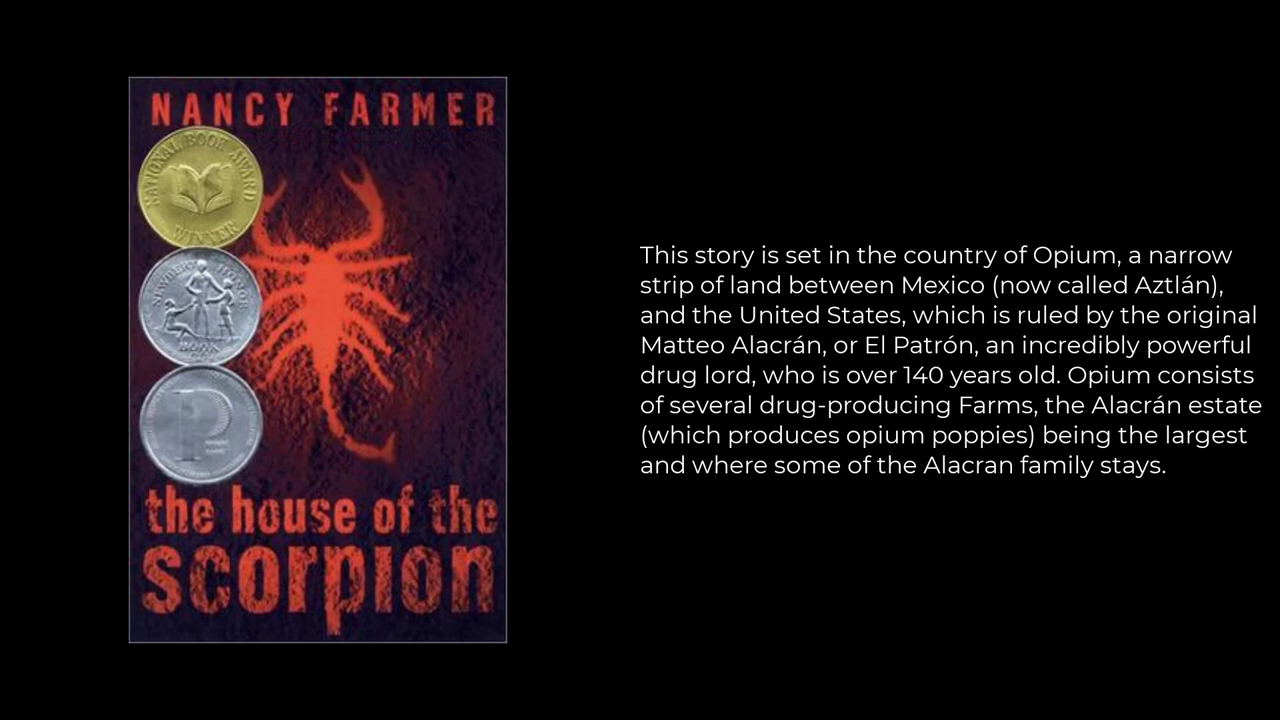 NANCY FARMER
NATIONAL BOOK AWARD
WINNER
NEWBERY HONOR
BOOK
P
the house of the
scorpion
This story is set in the country of Opium, a narrow
strip of land between Mexico (now called Aztlán),
and the United States, which is ruled by the original
Matteo Alacrán, or El Patrón, an incredibly powerful
drug lord, who is over 140 years old. Opium consists
of several drug-producing Farms, the Alacrán estate
(which produces opium poppies) being the largest
and where some of the Alacran family stays.